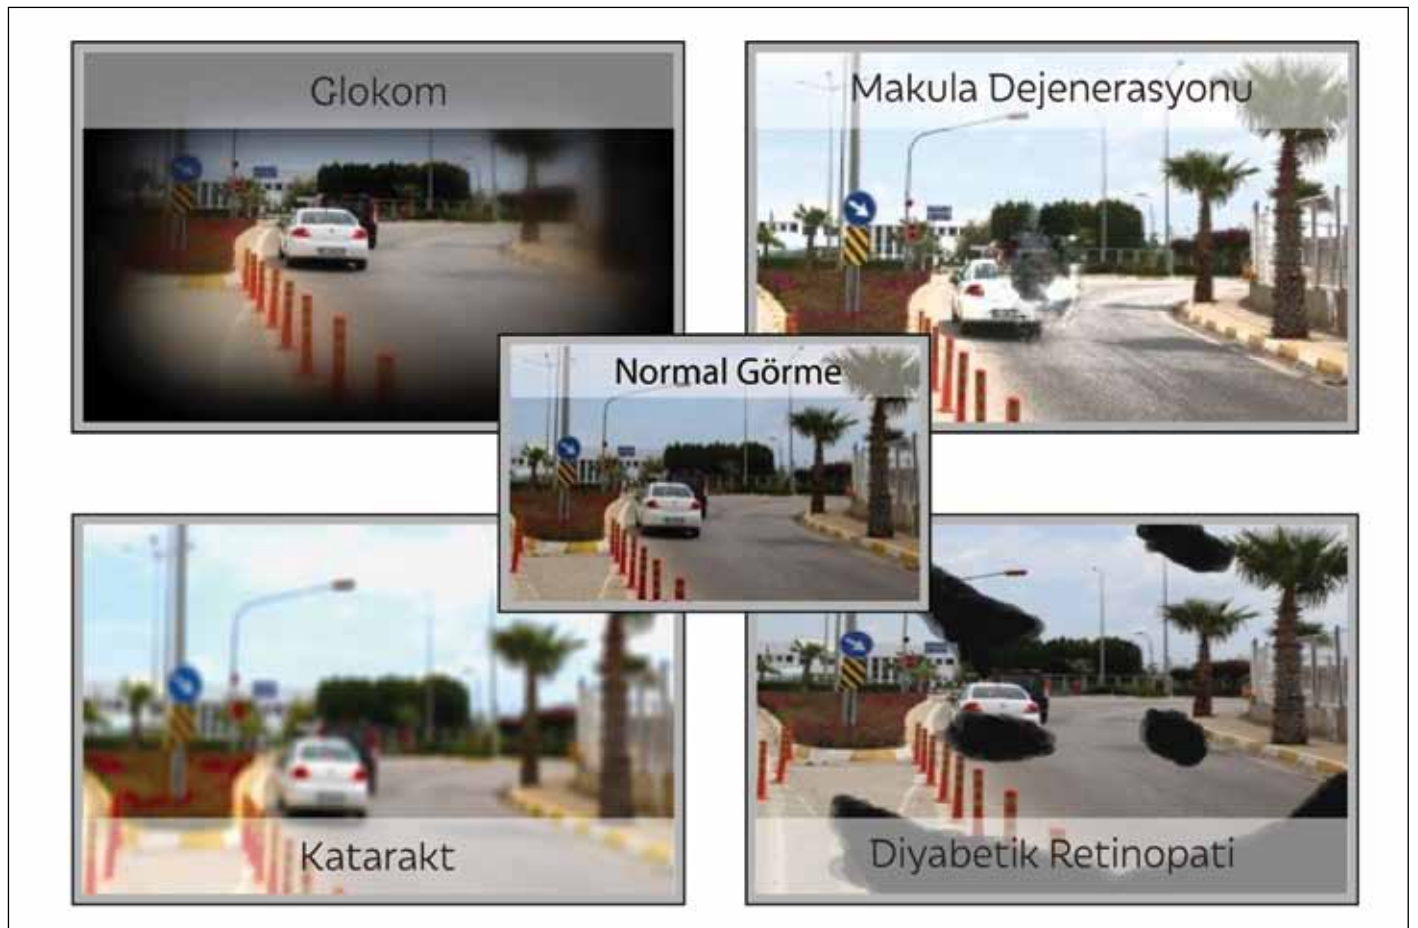 Glokom
Makula Dejenerasyonu
Normal Görme
Katarakt
Diyabetik Retinopati